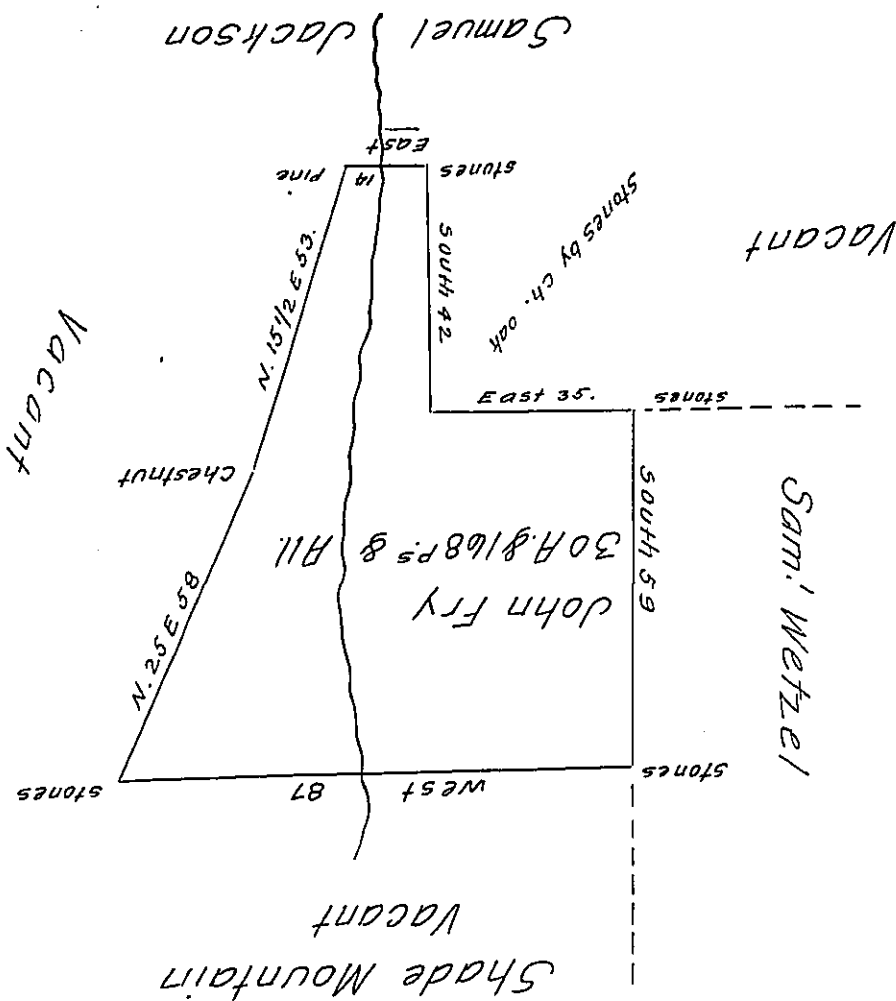 Shade Mountain
Vacant
Stones
West 87
stones
N. 25 E 58
Sam! Wetzel
South 59
John Fry
30 A. & 168 Ps & All.
Chestnut
stones
East 35.
N. 15 1/2 E 53.
Vacant
Vacant
stones by ch. oak
South 42
stones
14
Pine
East
Samuel Jackson